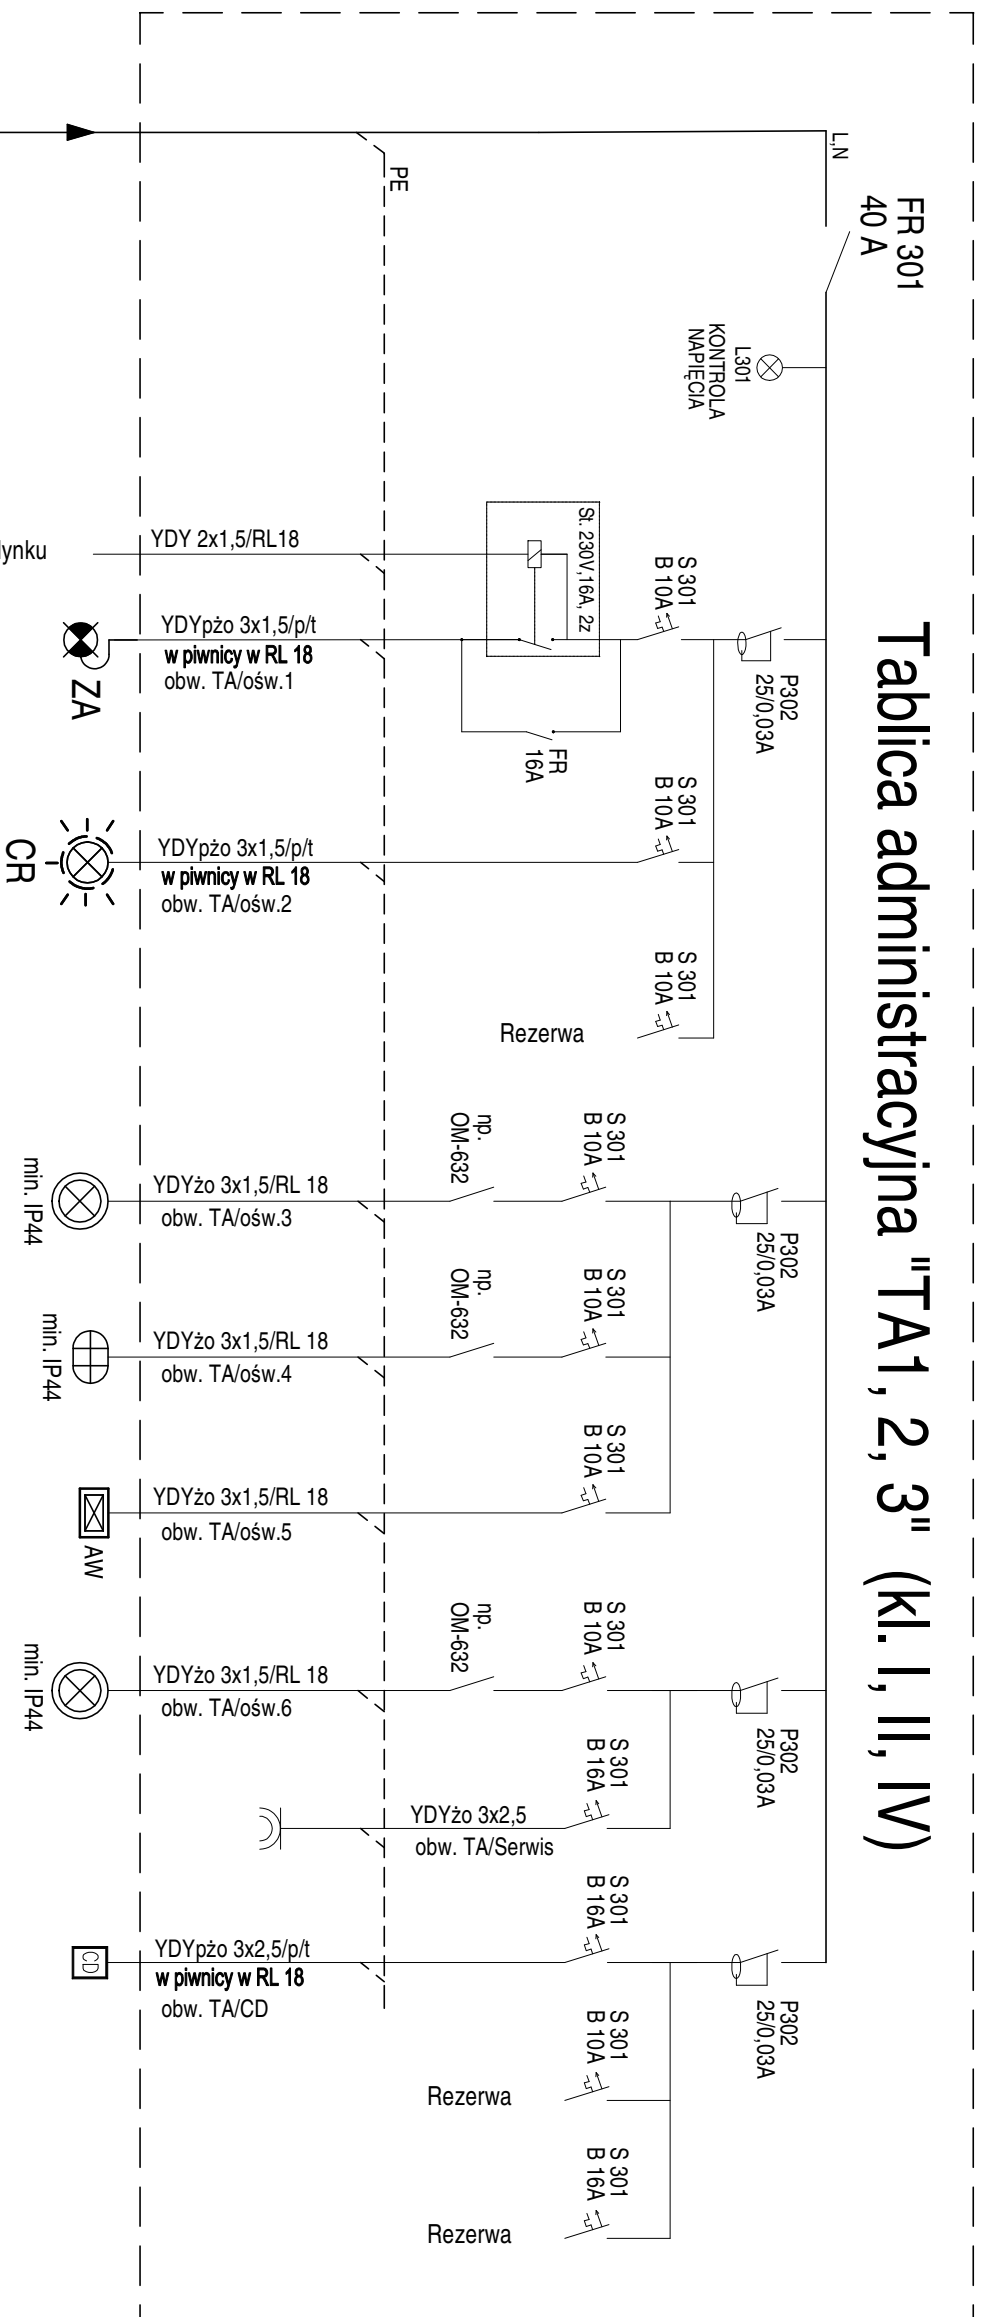 Tablica administracyjna "TA1, 2, 3" (kl. I, II, IV)
L,N
FR 301
40 A
PE
L301
KONTROLA
NAPIĘCIA
St. 230V,16A, 2z
S 301
B 10A
P302
25/0,03A
FR
16A
S 301
B 10A
S 301
B 10A
Rezerwa
YDY 2x1,5/RL18
YDYpżo 3x1,5/p/t
w piwnicy w RL 18
obw. TA/ośw.1
ZA
YDYpżo 3x1,5/p/t
w piwnicy w RL 18
obw. TA/ośw.2
CR
P302
25/0,03A
S 301
B 10A
np.
OM-632
YDYżo 3x1,5/RL 18
obw. TA/ośw.3
min. IP44
S 301
B 10A
np.
OM-632
YDYżo 3x1,5/RL 18
obw. TA/ośw.4
min. IP44
S 301
B 10A
YDYżo 3x1,5/RL 18
obw. TA/ośw.5
AW
P302
25/0,03A
S 301
B 10A
np.
OM-632
YDYżo 3x1,5/RL 18
obw. TA/ośw.6
min. IP44
S 301
B 16A
YDYżo 3x2,5
obw. TA/Serwis
P302
25/0,03A
S 301
B 16A
YDYpżo 3x2,5/p/t
w piwnicy w RL 18
obw. TA/CD
CD
S 301
B 10A
Rezerwa
S 301
B 16A
Rezerwa